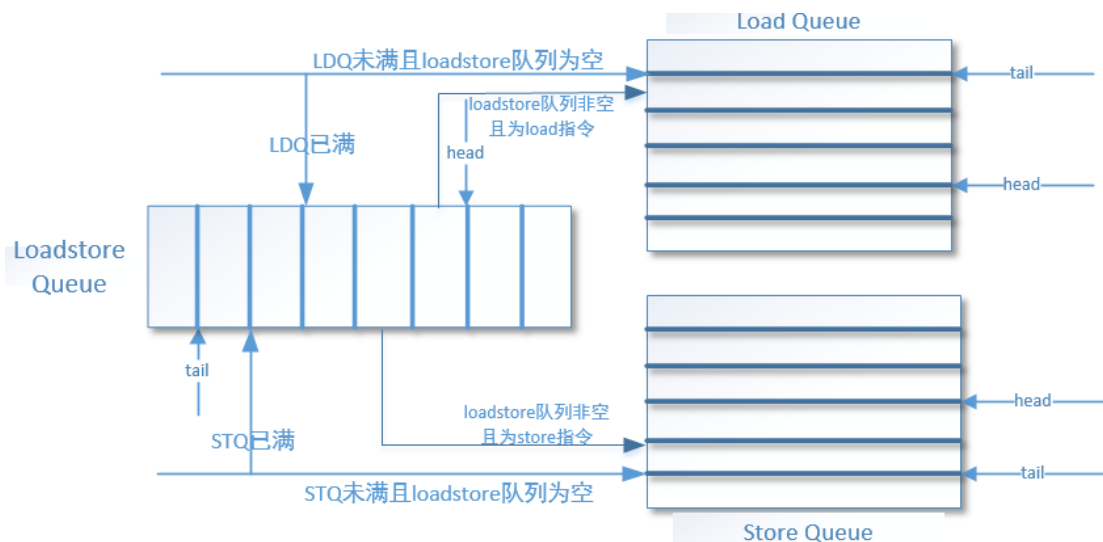 Load Queue
LDQ未满且loadstore队列为空
tail
loadstore队列非空
且为load指令
LDQ已满
head
head
Loadstore
Queue
tail
loadstore队列非空
且为store指令
head
STQ已满
tail
STQ未满且loadstore队列为空
Store Queue